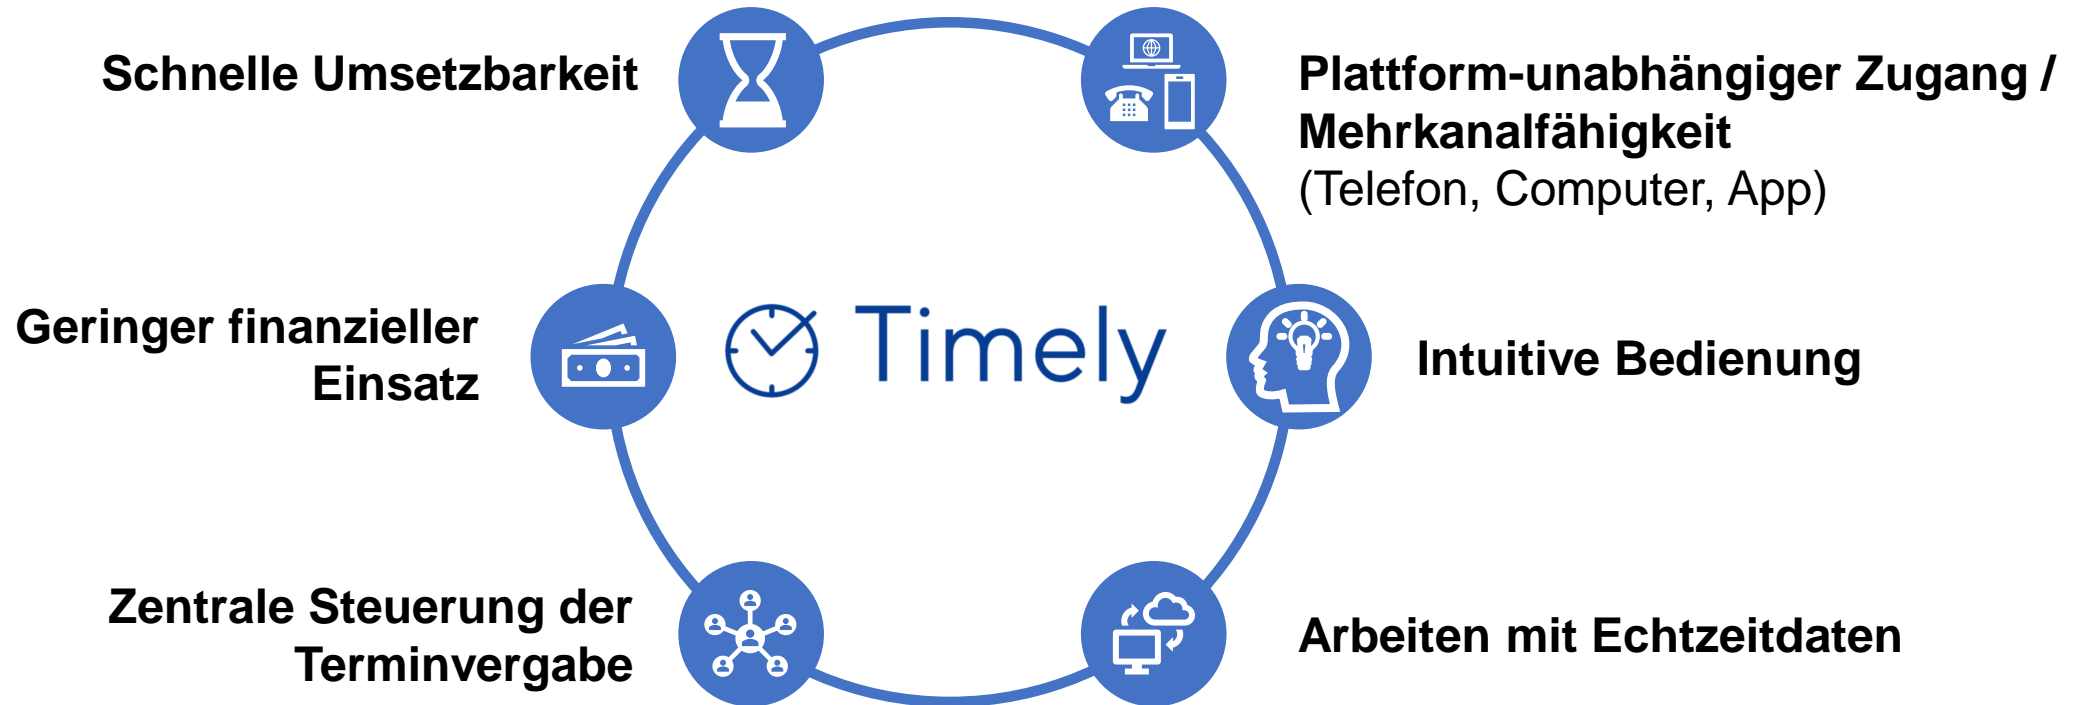 Schnelle Umsetzbarkeit
Plattform-unabhängiger Zugang /
Mehrkanalfähigkeit
(Telefon, Computer, App)
Geringer finanzieller
Einsatz
Timely
Intuitive Bedienung
Zentrale Steuerung der
Terminvergabe
Arbeiten mit Echtzeitdaten